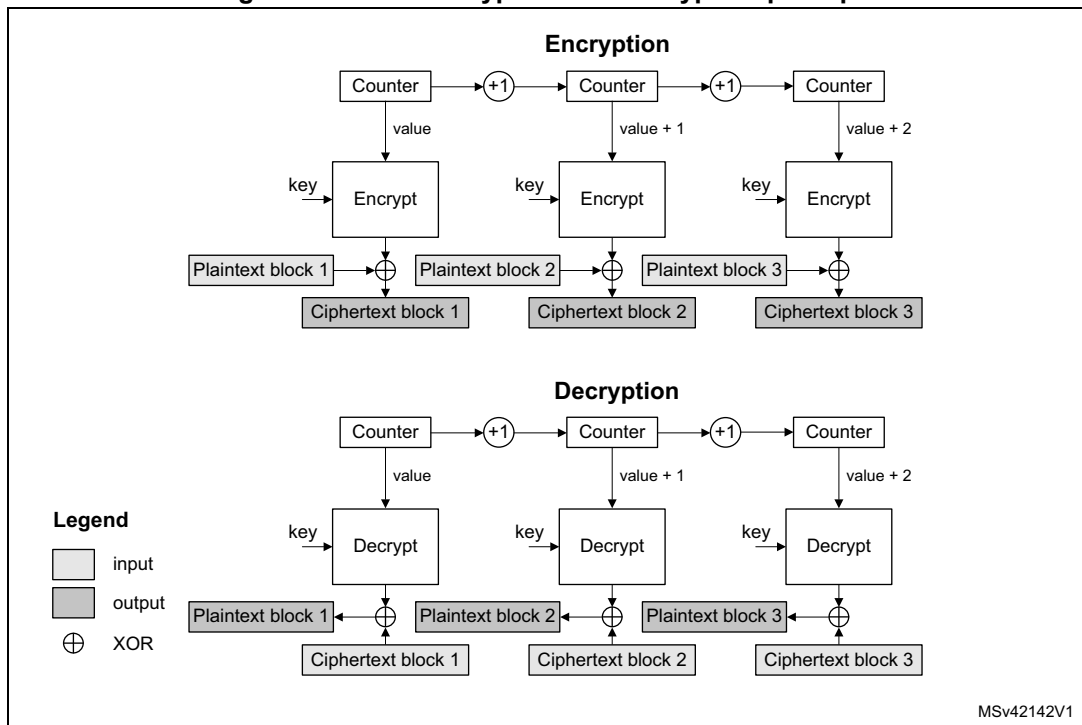 Encryption
Counter +1 Counter +1 Counter
value value + 1 value + 2
key Encrypt key Encrypt key Encrypt
Plaintext block 1 Plaintext block 2 Plaintext block 3
Ciphertext block 1 Ciphertext block 2 Ciphertext block 3
Decryption
Counter +1 Counter +1 Counter
value value + 1 value + 2
key Decrypt key Decrypt key Decrypt
Plaintext block 1 Plaintext block 2 Plaintext block 3
Ciphertext block 1 Ciphertext block 2 Ciphertext block 3
Legend
input
output
XOR
MSv42142V1